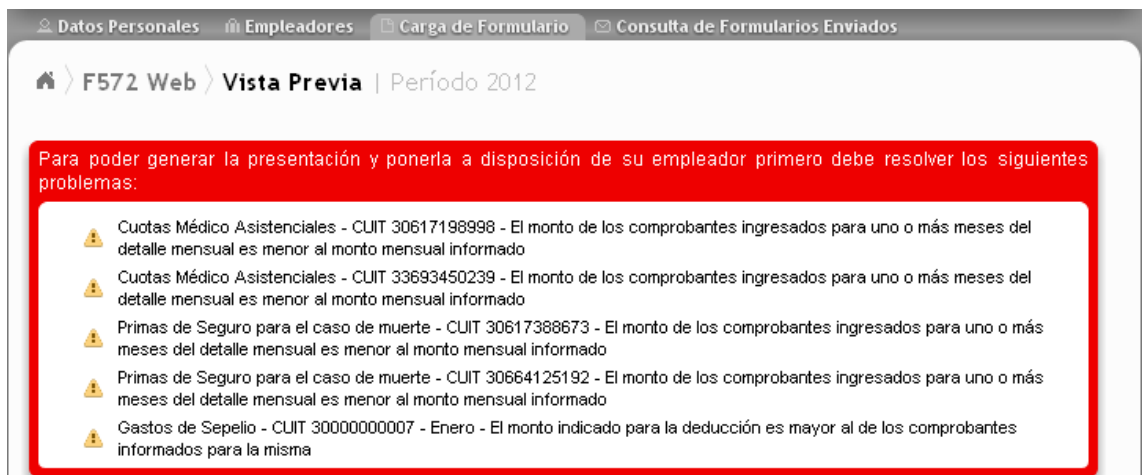 Datos Personales Empleadores Carga de Formulario Consulta de Formularios Enviados
F572 Web Vista Previa | Período 2012
Para poder generar la presentación y ponerla a disposición de su empleador primero debe resolver los siguientes
problemas:
Cuotas Médico Asistenciales - CUIT 30617198998 - El monto de los comprobantes ingresados para uno o más meses del
detalle mensual es menor al monto mensual informado
Cuotas Médico Asistenciales - CUIT 33693450239 - El monto de los comprobantes ingresados para uno o más meses del
detalle mensual es menor al monto mensual informado
Primas de Seguro para el caso de muerte - CUIT 30617388673 - El monto de los comprobantes ingresados para uno o más
meses del detalle mensual es menor al monto mensual informado
Primas de Seguro para el caso de muerte - CUIT 30664125192 - El monto de los comprobantes ingresados para uno o más
meses del detalle mensual es menor al monto mensual informado
Gastos de Sepelio - CUIT 30000000007 - Enero - El monto indicado para la deducción es mayor al de los comprobantes
informados para la misma